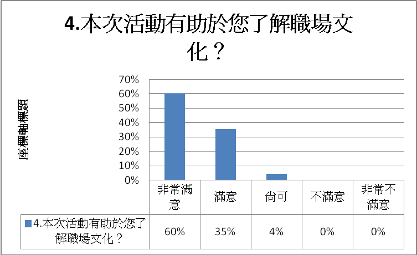 4.本次活動有助於您了解職場文
化？
70%
60%
50%
40%
30%
20%
10%
0%
非常滿
意
滿意
尚可
不滿意
非常不
滿意
4.本次活動有助於您了
解職場文化？
60%
35%
4%
0%
0%